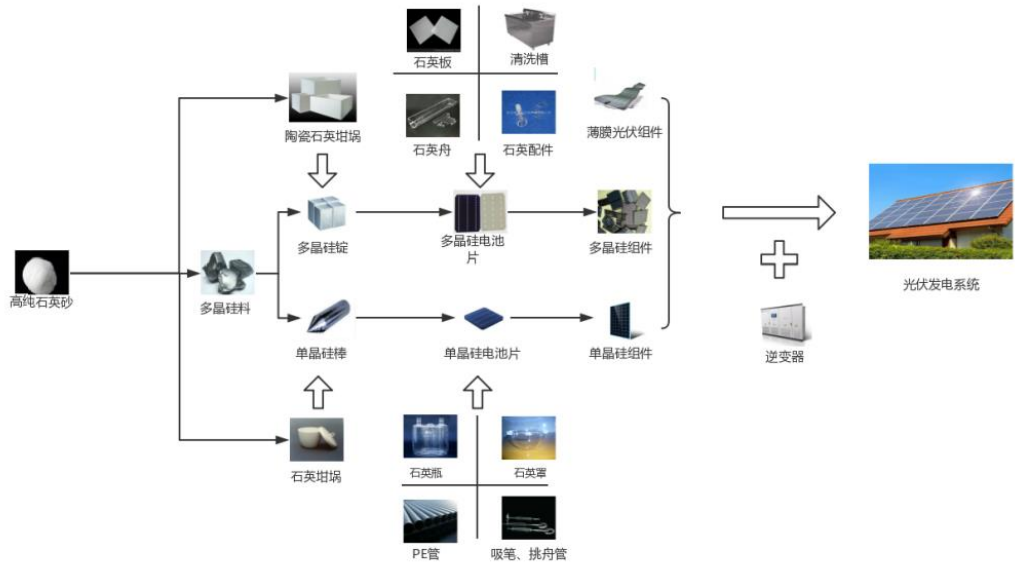 石英板
清洗槽
陶瓷石英坩埚
石英舟
石英配件
薄膜光伏组件
多晶硅锭
多晶硅电池
片
多晶硅组件
高纯石英砂
多晶硅料
光伏发电系统
单晶硅棒
单晶硅电池片
单晶硅组件
逆变器
石英坩埚
石英瓶
石英罩
PE管
吸笔、挑舟管